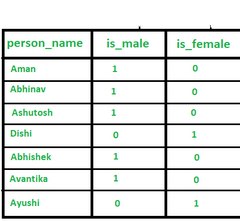 person_name is_male is_female
Aman 1 0
Abhinav 1 0
Ashutosh 1 0
Dishi 0 1
Abhishek 1 0
Avantika 1 0
Ayushi 0 1